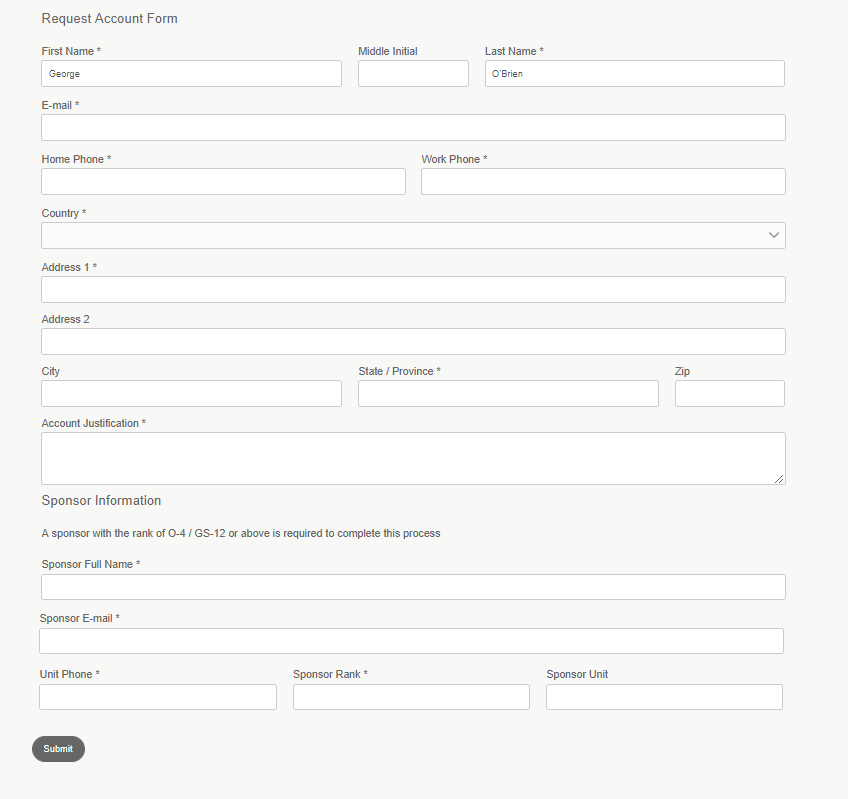 Request Account Form
First Name * Middle Initial Last Name *
George O'Brien
E-mail *
Home Phone * Work Phone *
Country *
Address 1 *
Address 2
City State / Province * Zip
Account Justification *
Sponsor Information
A sponsor with the rank of O-4 / GS-12 or above is required to complete this process
Sponsor Full Name *
Sponsor E-mail *
Unit Phone * Sponsor Rank * Sponsor Unit
Submit